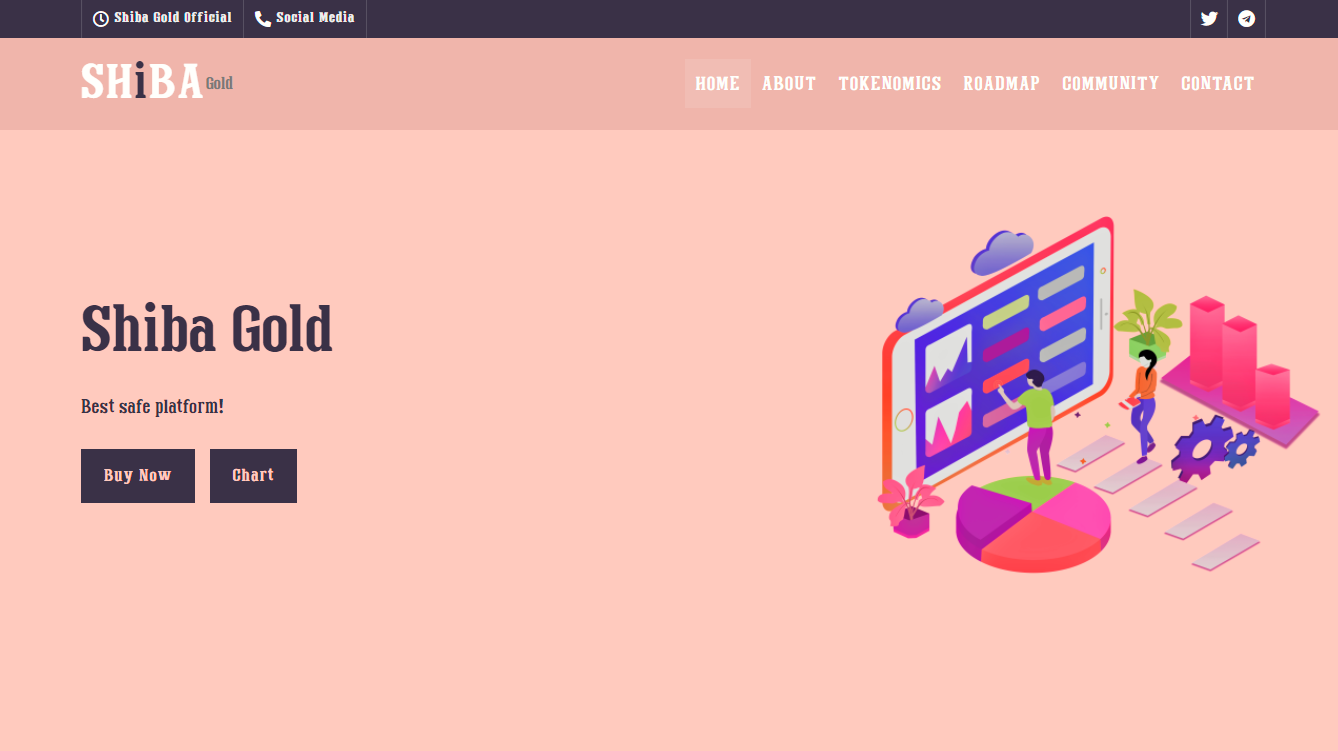 Shiba Gold Official Social Media
SHiBA Gold
HOME ABOUT TOKENOMICS ROADMAP COMMUNITY CONTACT
Shiba Gold
Best safe platform!
Buy Now Chart